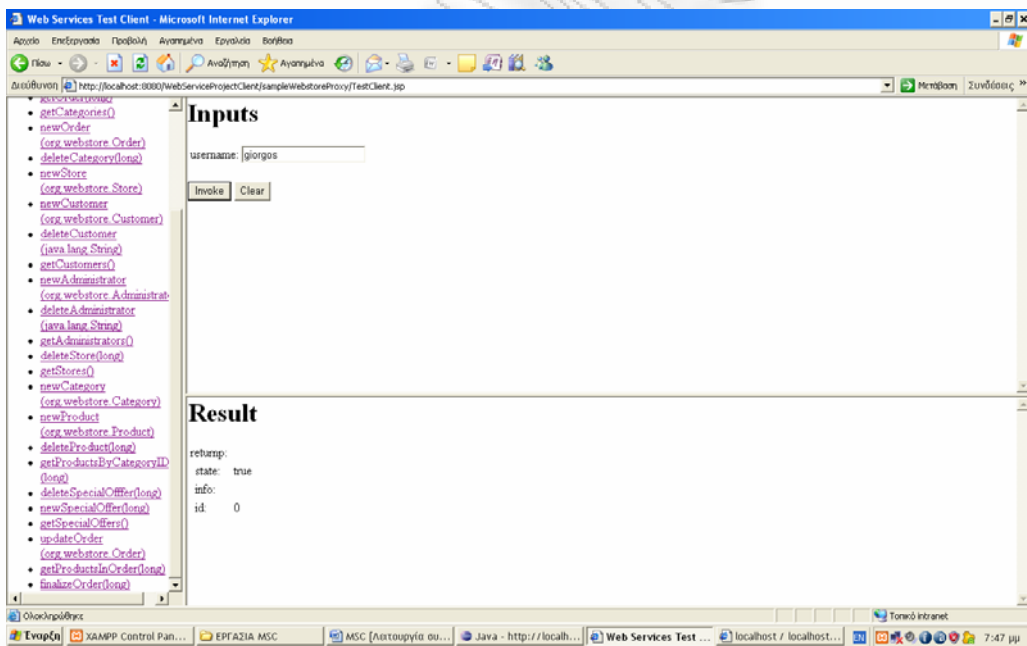 Web Services Test Client - Microsoft Internet Explorer
Αρχείο Επεξεργασία Προβολή Αγαπημένα Εργαλεία Βοήθεια
Πίσω Αναζήτηση Αγαπημένα
Διεύθυνση http://localhost:8080/WebServiceProjectClient/sampleWebstoreProxy/TestClient.jsp Μετάβαση Συνδέσεις »
getOrder(long)
getCategories()
newOrder
(org.webstore.Order)
deleteCategory(long)
newStore
(org.webstore.Store)
newCustomer
(org.webstore.Customer)
deleteCustomer
(java.lang.String)
getCustomers()
newAdministrator
(org.webstore.Administrat
deleteAdministrator
(java.lang.String)
getAdministrators()
deleteStore(long)
getStores()
newCategory
(org.webstore.Category)
newProduct
(org.webstore.Product)
deleteProduct(long)
getProductsByCategoryID
(long)
deleteSpecialOfffer(long)
newSpecialOffer(long)
getSpecialOffers()
updateOrder
(org.webstore.Order)
getProductsInOrder(long)
finalizeOrder(long)
Inputs
username: giorgos
Invoke Clear
Result
returnp:
state: true
info:
id: 0
Ολοκληρώθηκε Τοπικό intranet
Έναρξη XAMPP Control Pan... ΕΡΓΑΣΙΑ MSC MSC [Λειτουργία συ... Java - http://localh... Web Services Test ... localhost / localhost... EN 7:47 μμ